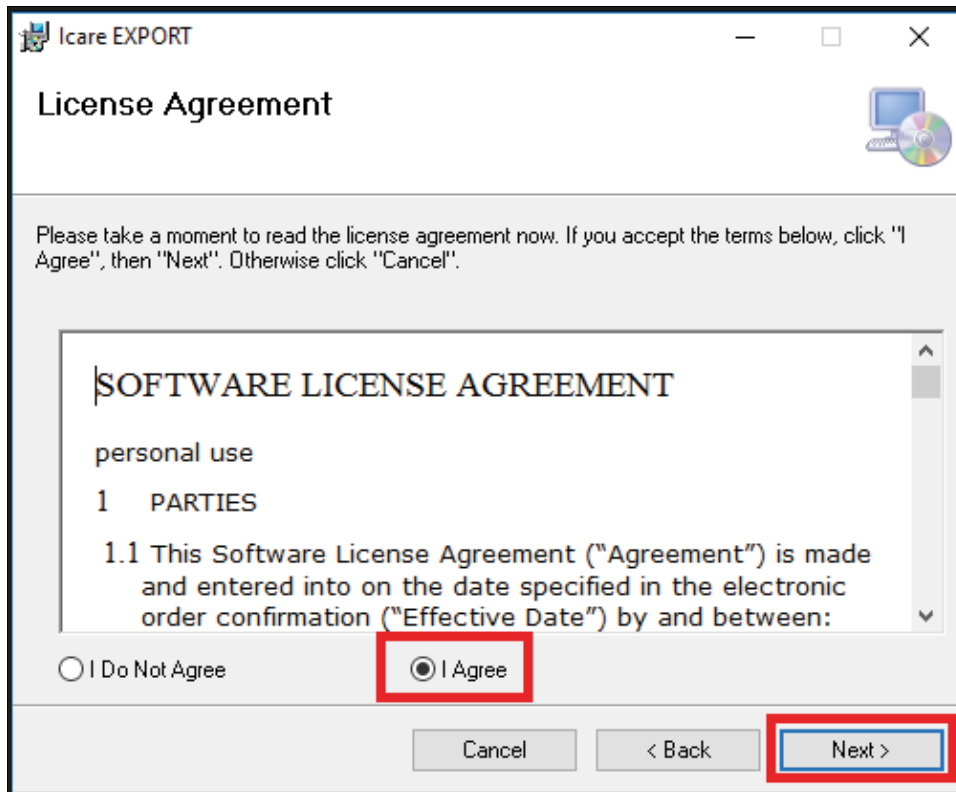 Icare EXPORT
License Agreement
Please take a moment to read the license agreement now. If you accept the terms below, click "I
Agree", then "Next". Otherwise click "Cancel".
SOFTWARE LICENSE AGREEMENT
personal use
1 PARTIES
1.1 This Software License Agreement (“Agreement”) is made
and entered into on the date specified in the electronic
order confirmation (“Effective Date”) by and between:
I Do Not Agree
I Agree
Cancel
< Back
Next >